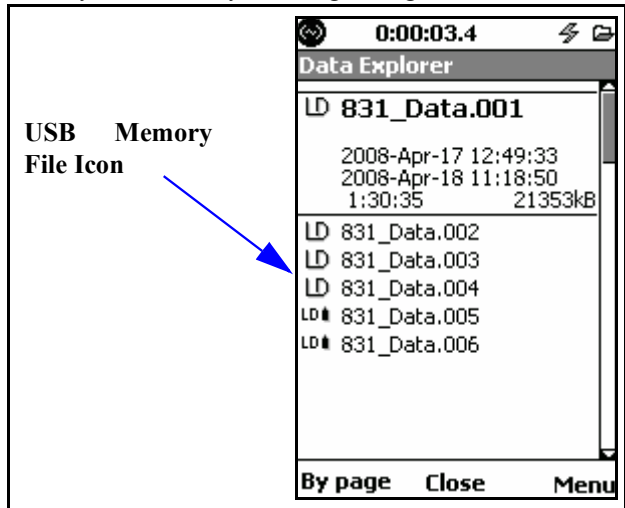 0:00:03.4
Data Explorer
LD 831_Data.001
2008-Apr-17 12:49:33
2008-Apr-18 11:18:50
1:30:35 21353kB
USB Memory
File Icon
LD 831_Data.002
LD 831_Data.003
LD 831_Data.004
LD 831_Data.005
LD 831_Data.006
By page Close Menu